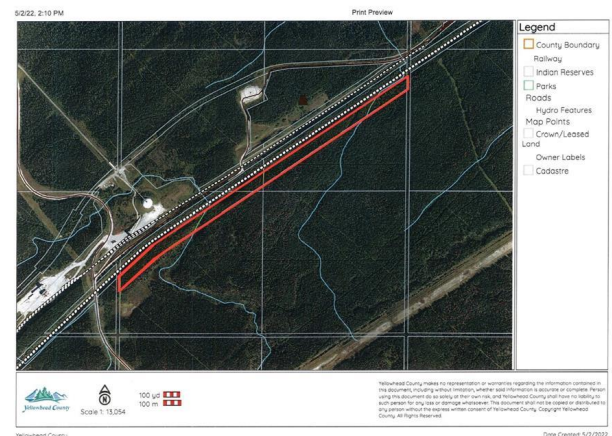 5/2/22, 2:10 PM
Print Preview
Legend
County Boundary
Railway
Indian Reserves
Parks
Roads
Hydro Features
Map Points
Crown/Leased
Land
Owner Labels
Cadastre
Yellowhead County
N
Scale 1: 13,054
100 yd
100 m
Yellowhead County makes no representation or warranties regarding the information contained in
this document, including without limitation, whether said information is accurate or complete. Person
using this document do so solely at their own risk, and Yellowhead County shall have no liability to
such person for any loss or damage whatsoever. This document shall not be copied or distributed to
any person without the express written consent of Yellowhead County. Copyright Yellowhead
County. All Rights Reserved.
Yellowhead County
Date Created: 5/2/2022